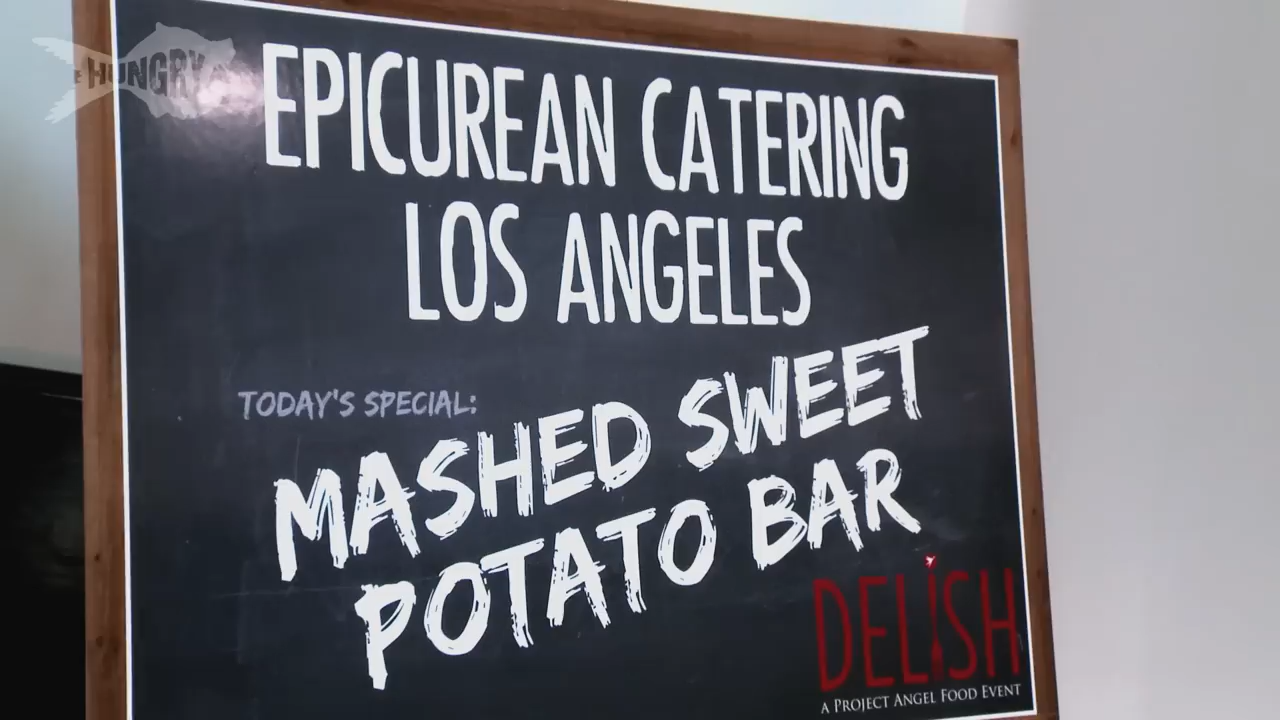 HUNGRY
EPICUREAN CATERING
LOS ANGELES
TODAY'S SPECIAL:
MASHED SWEET
POTATO BAR
DELiSH
A PROJECT ANGEL FOOD EVENT